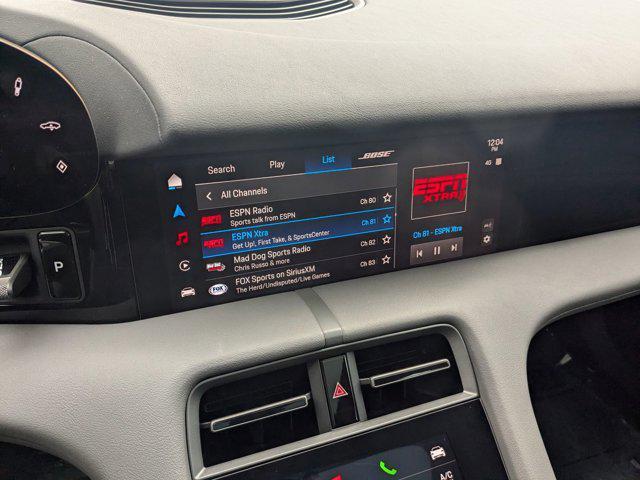 Search Play List BOSE
12:04
PM
4G
All Channels
ESPN Radio
Sports talk from ESPN
Ch 80
ESPN Xtra
Get Up!, First Take, & SportsCenter
Ch 81
Mad Dog Sports Radio
Chris Russo & more
Ch 82
FOX Sports on SiriusXM
The Herd/Undisputed/Live Games
Ch 83
FOX
ESPN
XTRA
Ch 81 - ESPN Xtra
P
A/C